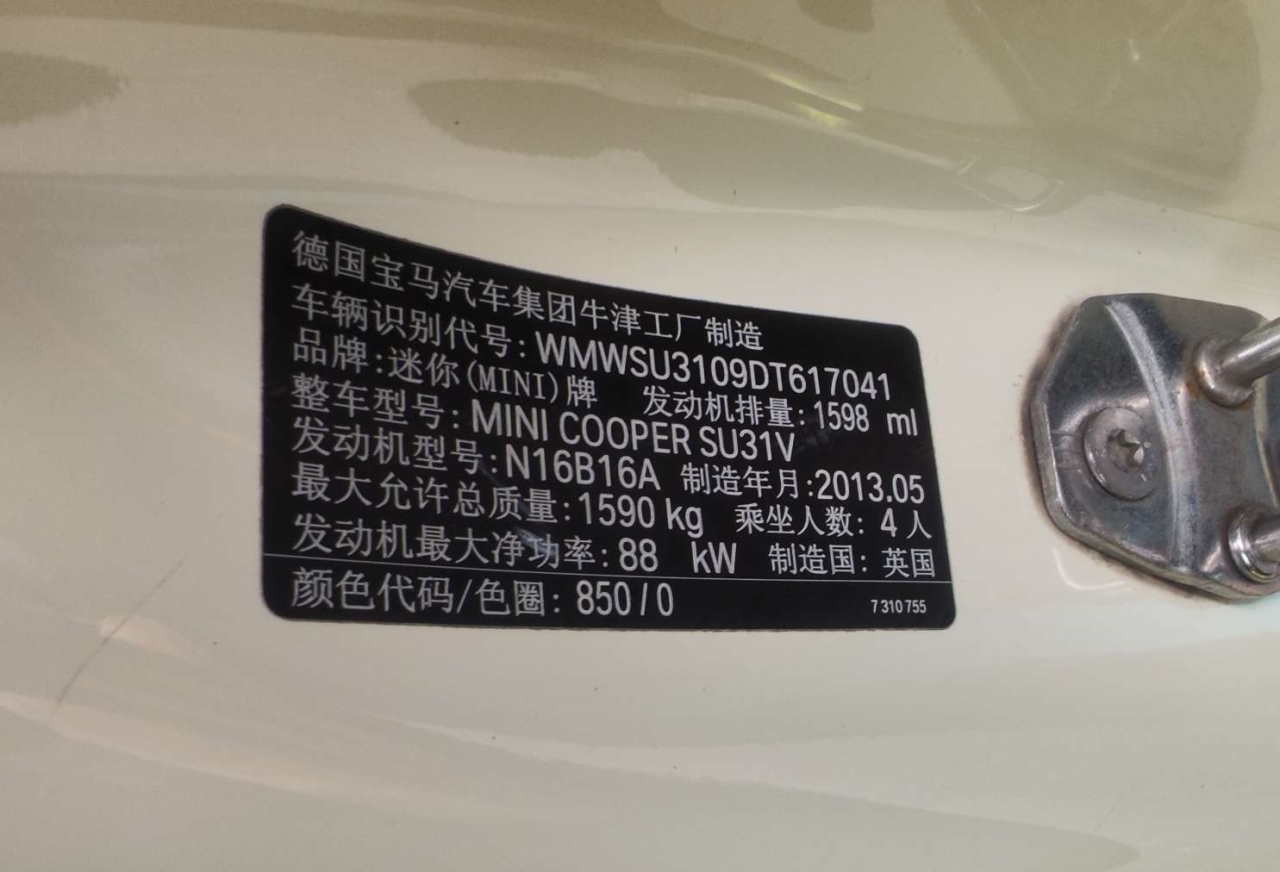 德国宝马汽车集团牛津工厂制造
车辆识别代号: WMWSU3109DT617041
品牌: 迷你(MINI)牌 发动机排量: 1598 ml
整车型号: MINI COOPER SU31V
发动机型号: N16B16A 制造年月: 2013.05
最大允许总质量: 1590 kg 乘坐人数: 4人
发动机最大净功率: 88 kW 制造国: 英国
颜色代码/色圈: 850/0 7 310 755